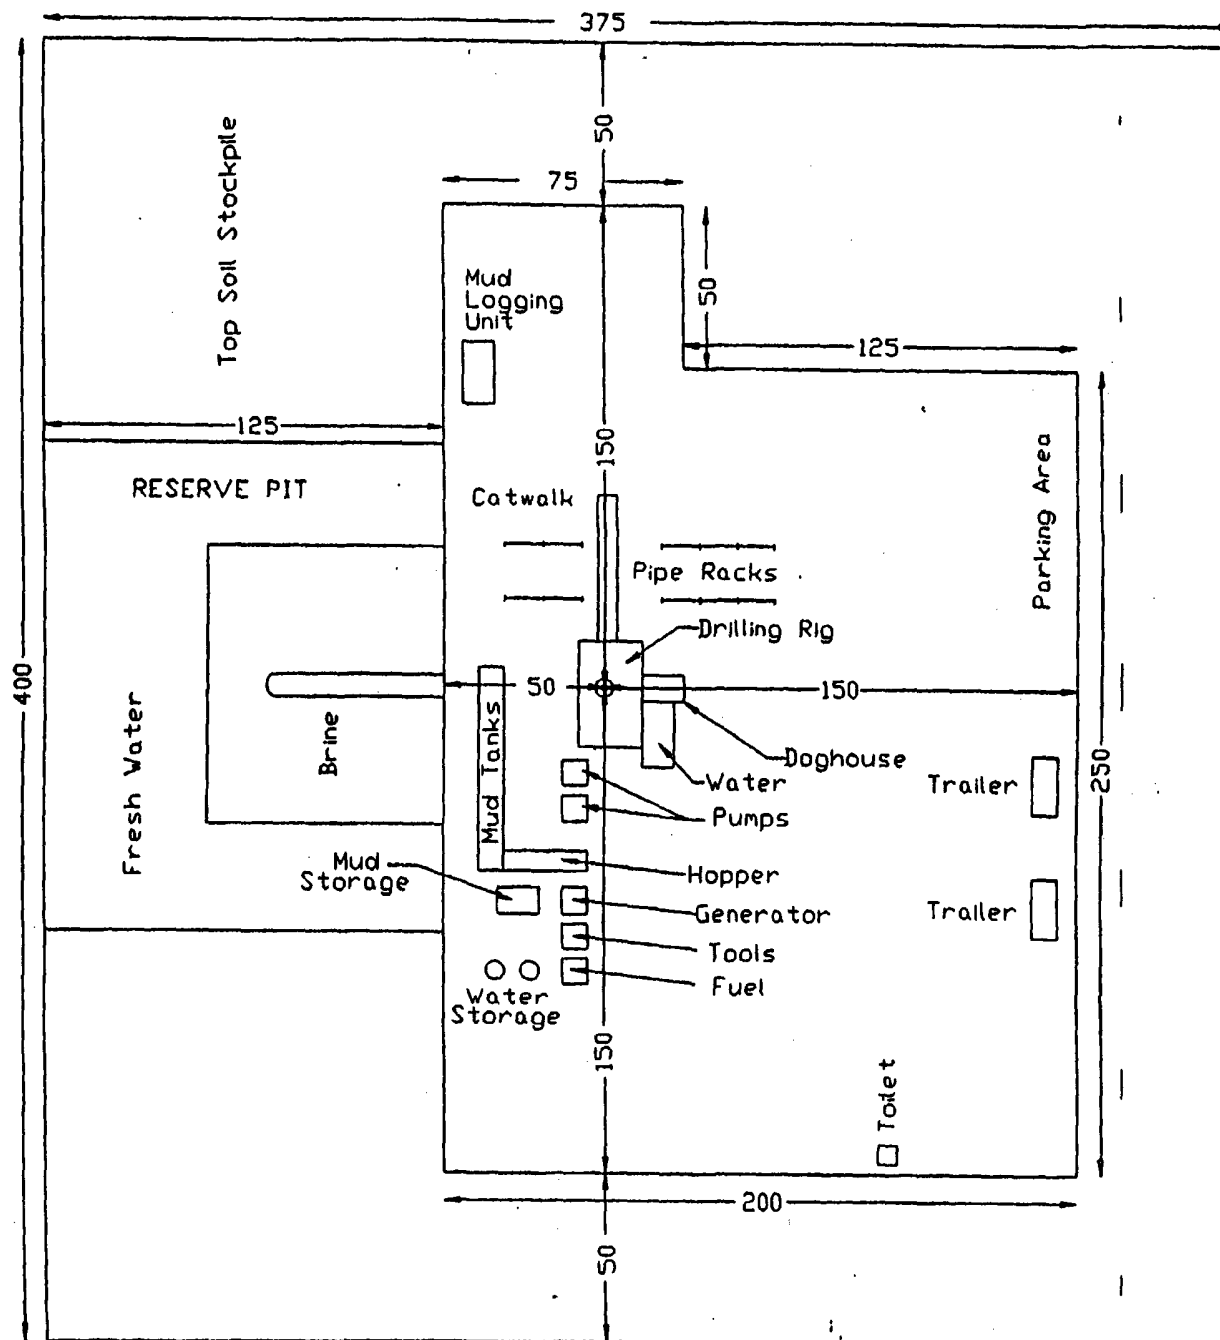 375
50
75
Top Soil Stockpile
Mud
Logging
Unit
50
125
125
150
RESERVE PIT
Catwalk
Parking Area
Pipe Racks
Drilling Rig
400
50
150
Fresh Water
Brine
Mud Tanks
Doghouse
Water
Trailer
250
Pumps
Mud
Storage
Hopper
Generator
Trailer
Tools
Fuel
Water
Storage
150
Toilet
200
50